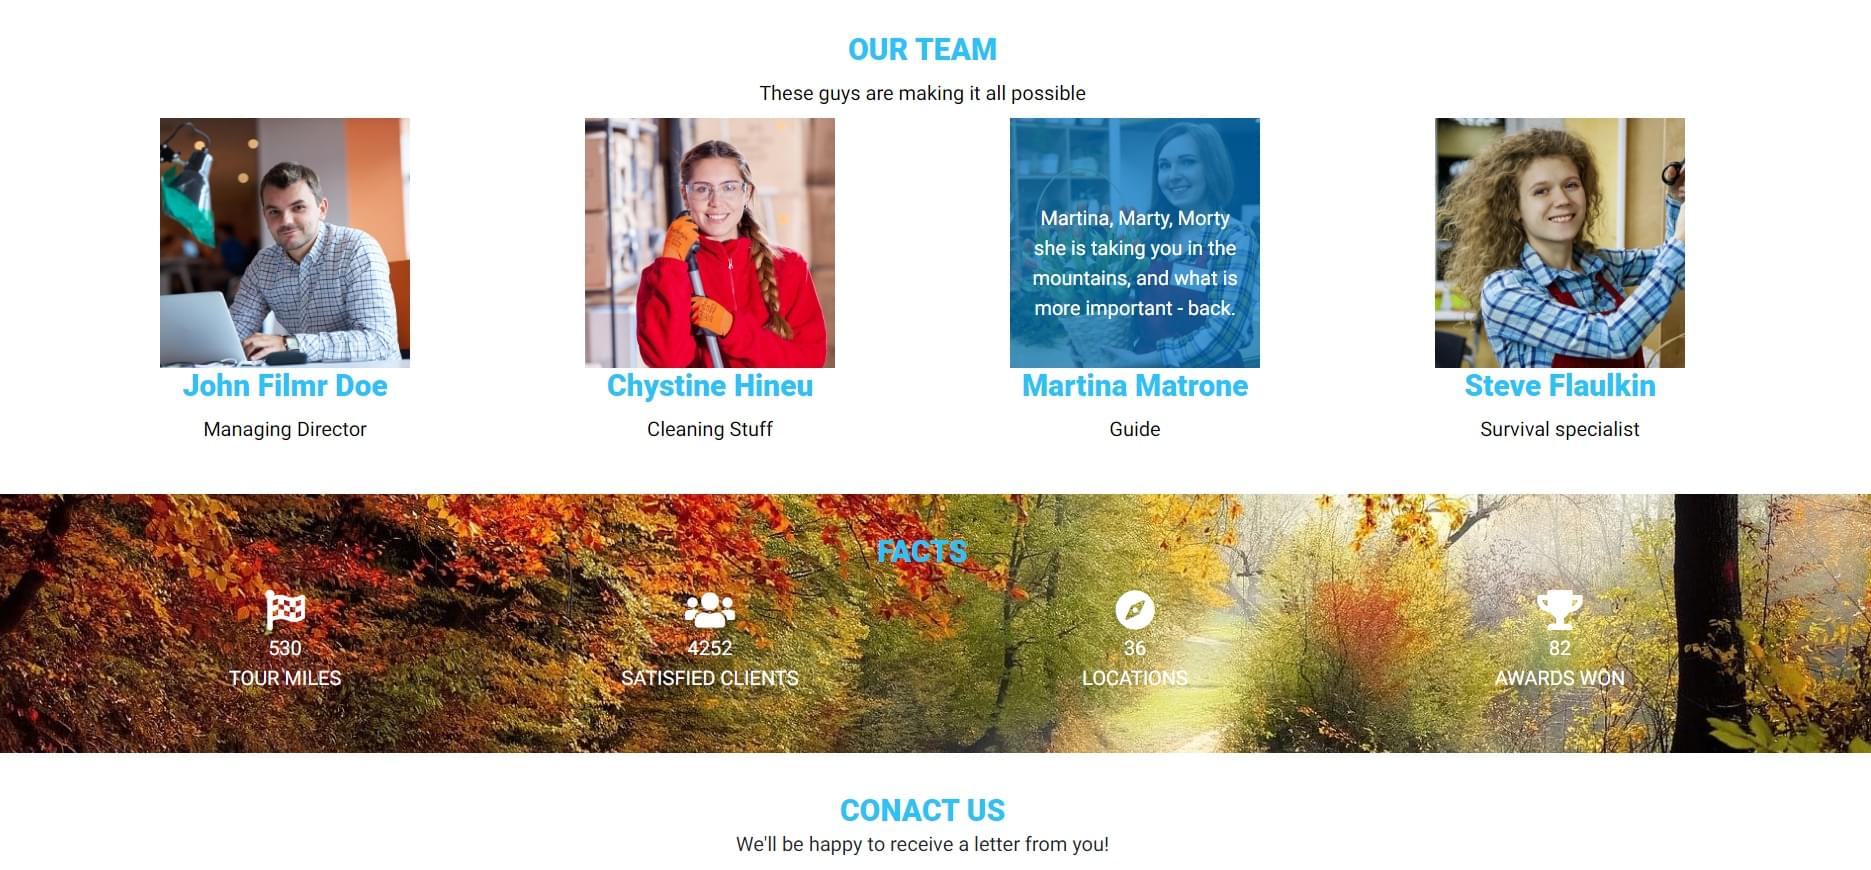 OUR TEAM
These guys are making it all possible
Martina, Marty, Morty
she is taking you in the
mountains, and what is
more important - back.
John Filmr Doe
Chystine Hineu
Martina Matrone
Steve Flaulkin
Managing Director
Cleaning Stuff
Guide
Survival specialist
FACTS
530
4252
36
82
TOUR MILES
SATISFIED CLIENTS
LOCATIONS
AWARDS WON
CONACT US
We'll be happy to receive a letter from you!